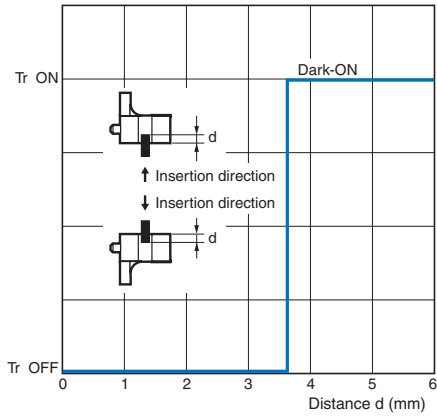 Dark-ON
Tr ON
d
Insertion direction
Insertion direction
d
Tr OFF
0 1 2 3 4 5 6
Distance d (mm)